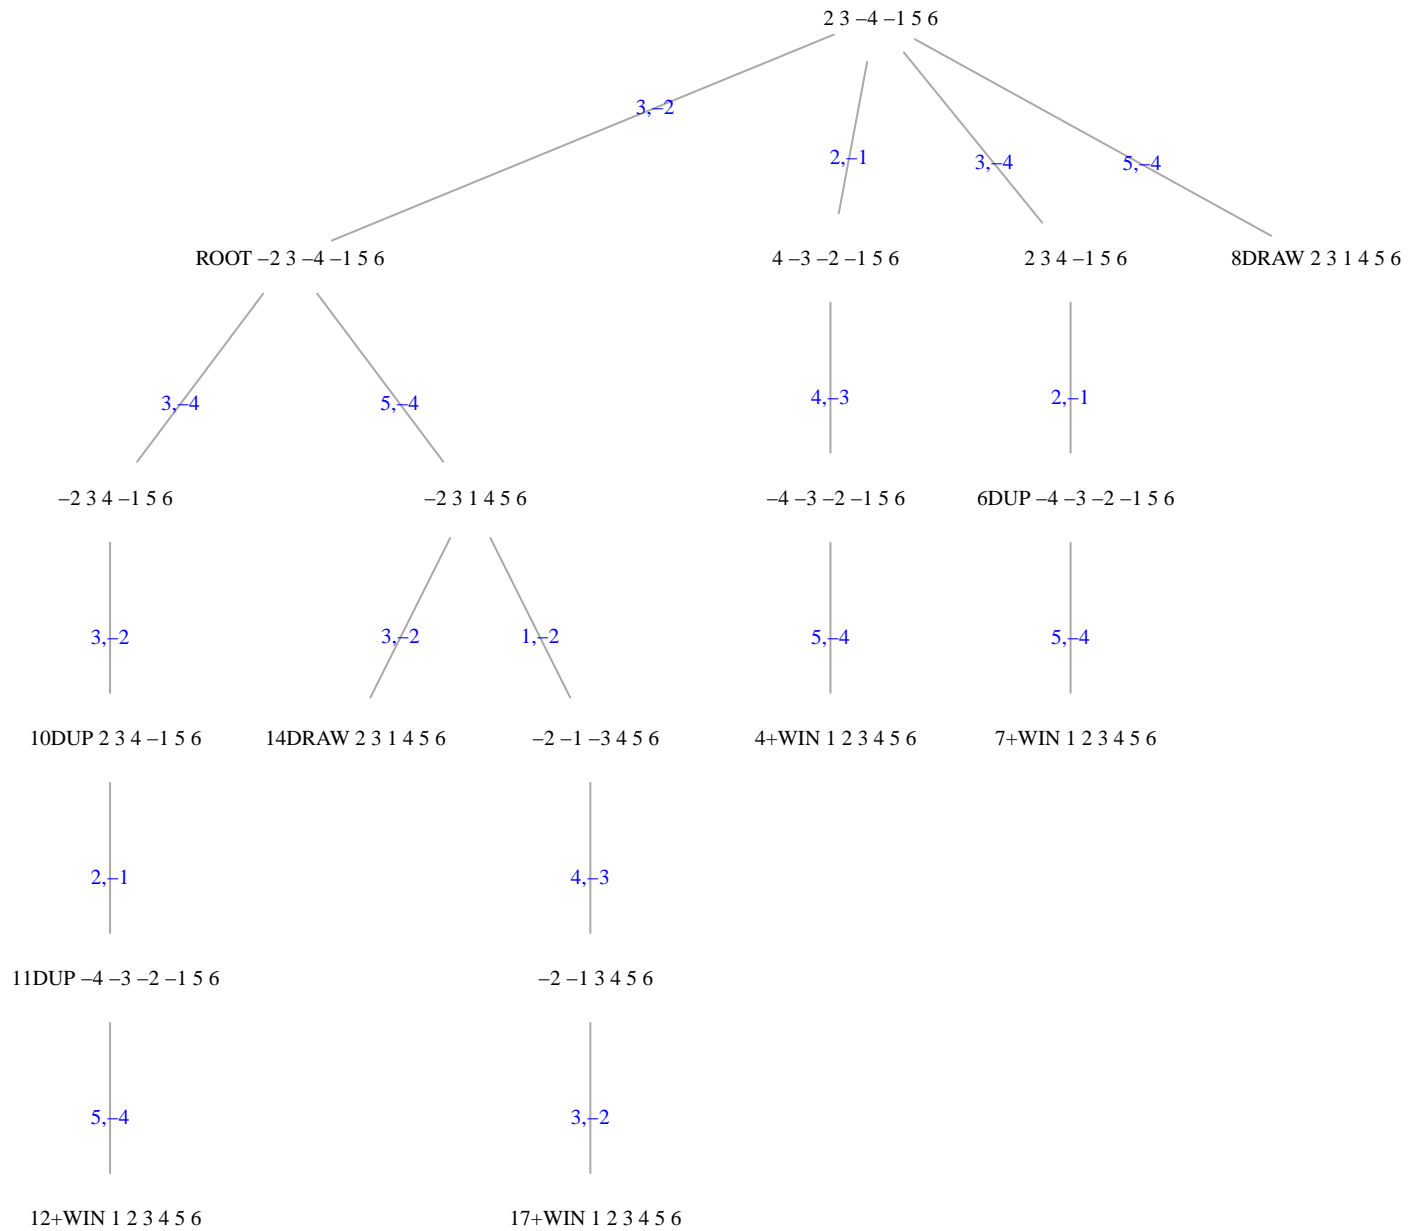 2 3 −4 −1 5 6
3,−2
2,−1
3,−4
5,−4
ROOT −2 3 −4 −1 5 6
4 −3 −2 −1 5 6
2 3 4 −1 5 6
8DRAW 2 3 1 4 5 6
3,−4
5,−4
4,−3
2,−1
−2 3 4 −1 5 6
−2 3 1 4 5 6
−4 −3 −2 −1 5 6
6DUP −4 −3 −2 −1 5 6
3,−2
3,−2
1,−2
5,−4
5,−4
10DUP 2 3 4 −1 5 6
14DRAW 2 3 1 4 5 6
−2 −1 −3 4 5 6
4+WIN 1 2 3 4 5 6
7+WIN 1 2 3 4 5 6
2,−1
4,−3
11DUP −4 −3 −2 −1 5 6
−2 −1 3 4 5 6
5,−4
3,−2
12+WIN 1 2 3 4 5 6
17+WIN 1 2 3 4 5 6